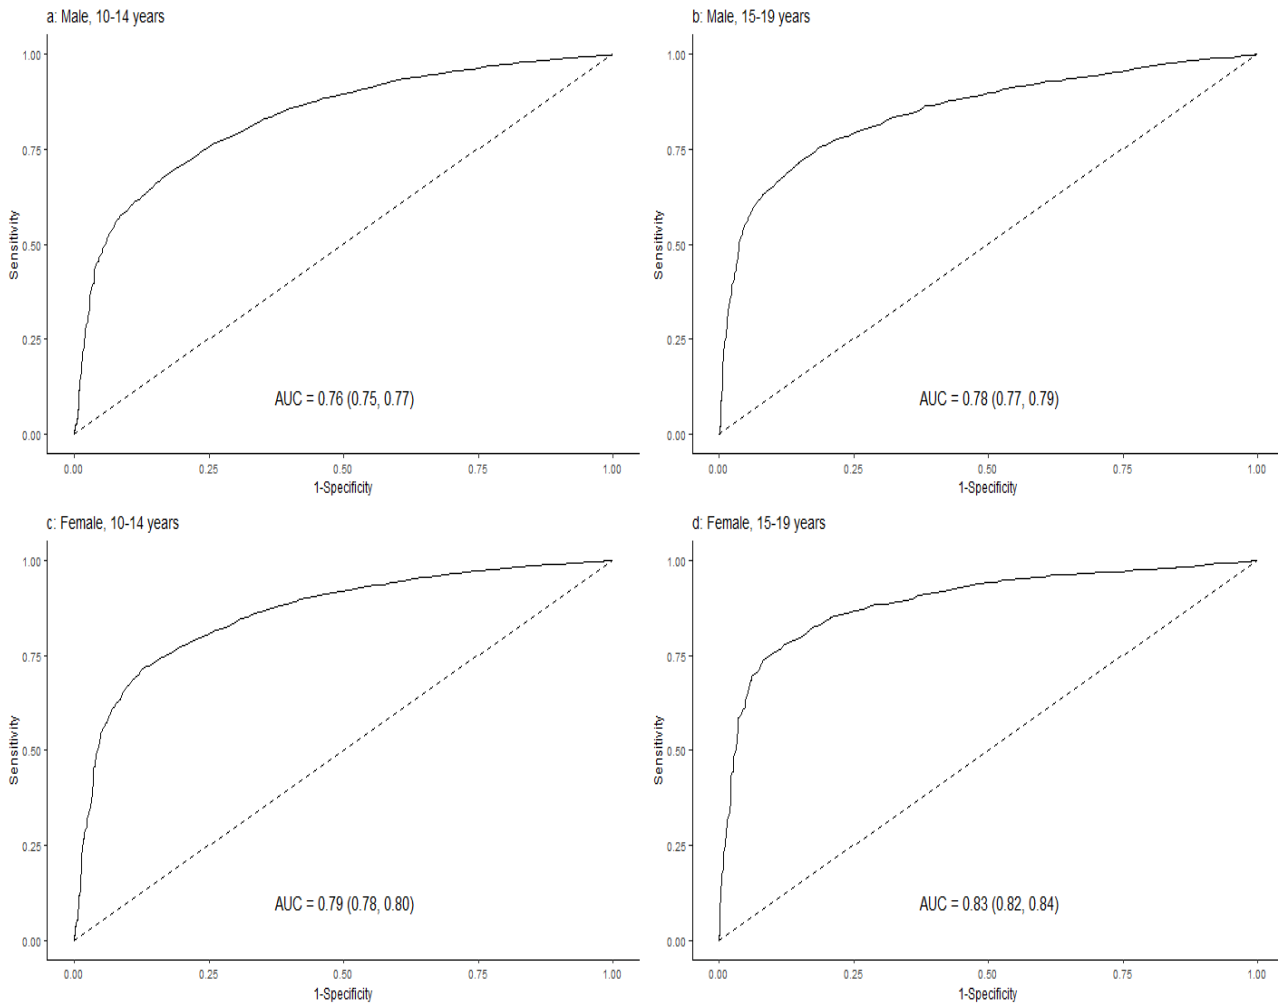 a: Male, 10-14 years
1.00
0.75
0.50
0.25
0.00
Sensitivity
AUC = 0.76 (0.75, 0.77)
0.00 0.25 0.50 0.75 1.00
1-Specificity
b: Male, 15-19 years
1.00
0.75
0.50
0.25
0.00
Sensitivity
AUC = 0.78 (0.77, 0.79)
0.00 0.25 0.50 0.75 1.00
1-Specificity
c: Female, 10-14 years
1.00
0.75
0.50
0.25
0.00
Sensitivity
AUC = 0.79 (0.78, 0.80)
0.00 0.25 0.50 0.75 1.00
1-Specificity
d: Female, 15-19 years
1.00
0.75
0.50
0.25
0.00
Sensitivity
AUC = 0.83 (0.82, 0.84)
0.00 0.25 0.50 0.75 1.00
1-Specificity